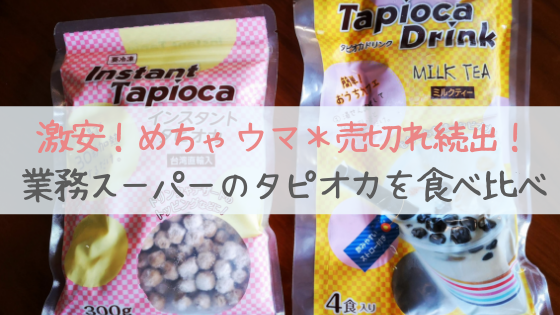 要冷凍
Instant
Tapioca
インスタント
台湾直輸入
300g
Tapioca
タピオカドリンク
Drink
MILK TEA
ミルクティー
4食入り
激安!めちゃウマ*売切れ続出!
業務スーパーのタピオカを食べ比べ